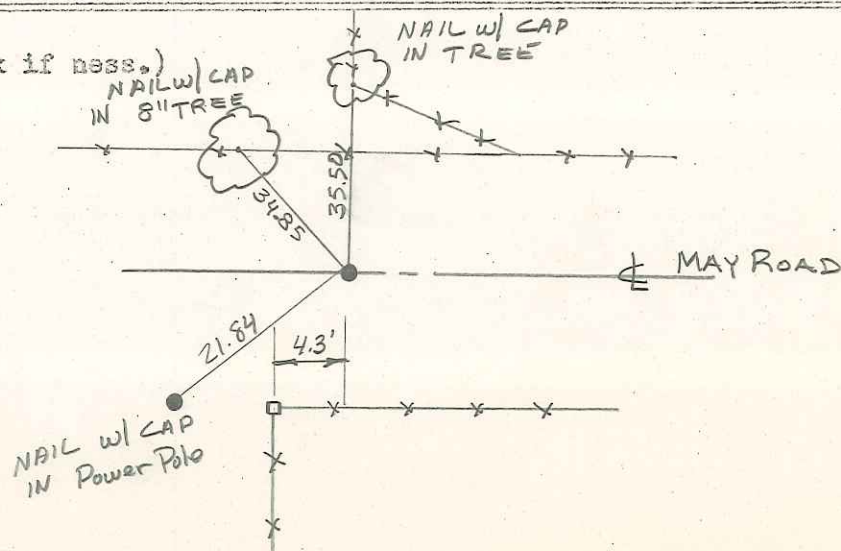 NAIL W/ CAP
IN TREE
if ness.)
NAIL W/ CAP
IN 8" TREE
34.85
35.50
℄ MAY ROAD
21.84
4.3'
NAIL W/ CAP
IN Power Pole